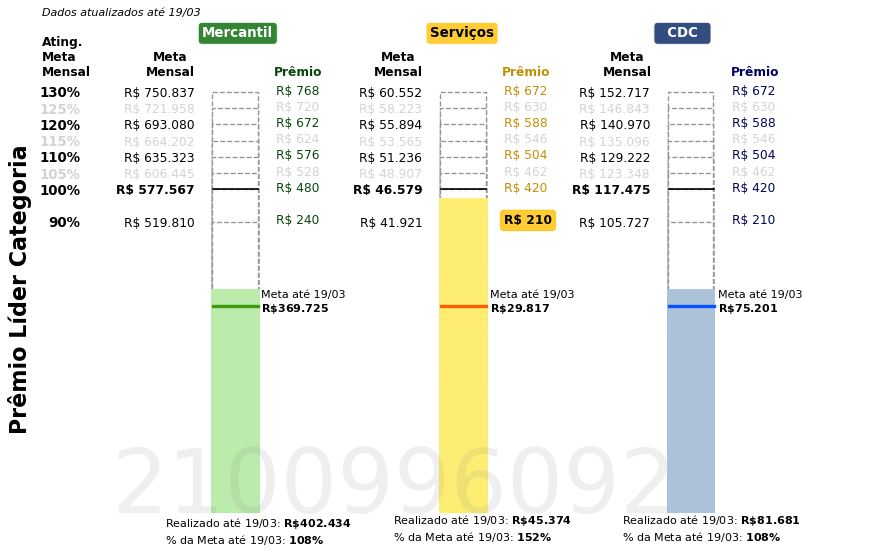 Dados atualizados até 19/03
Mercantil Serviços CDC
Ating. Meta Mensal Meta Mensal Prêmio Meta Mensal Prêmio Meta Mensal Prêmio
130% R$ 750.837 R$ 768 R$ 60.552 R$ 672 R$ 152.717 R$ 672
125% R$ 721.958 R$ 720 R$ 58.223 R$ 630 R$ 146.843 R$ 630
120% R$ 693.080 R$ 672 R$ 55.894 R$ 588 R$ 140.970 R$ 588
115% R$ 664.202 R$ 624 R$ 53.565 R$ 546 R$ 135.096 R$ 546
110% R$ 635.323 R$ 576 R$ 51.236 R$ 504 R$ 129.222 R$ 504
105% R$ 606.445 R$ 528 R$ 48.907 R$ 462 R$ 123.348 R$ 462
100% R$ 577.567 R$ 480 R$ 46.579 R$ 420 R$ 117.475 R$ 420
90% R$ 519.810 R$ 240 R$ 41.921 R$ 210 R$ 105.727 R$ 210
Prêmio Líder Categoria
Meta até 19/03 Meta até 19/03 Meta até 19/03
R$369.725 R$29.817 R$75.201
2100996092
Realizado até 19/03: R$402.434 Realizado até 19/03: R$45.374 Realizado até 19/03: R$81.681
% da Meta até 19/03: 108% % da Meta até 19/03: 152% % da Meta até 19/03: 108%